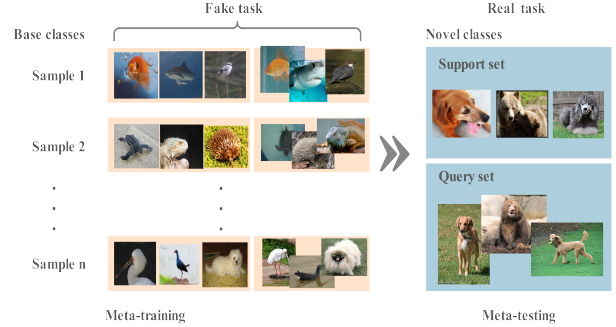 Fake task
Real task
Base classes
Novel classes
Sample 1
Support set
Sample 2
Query set
Sample n
Meta-training
Meta-testing